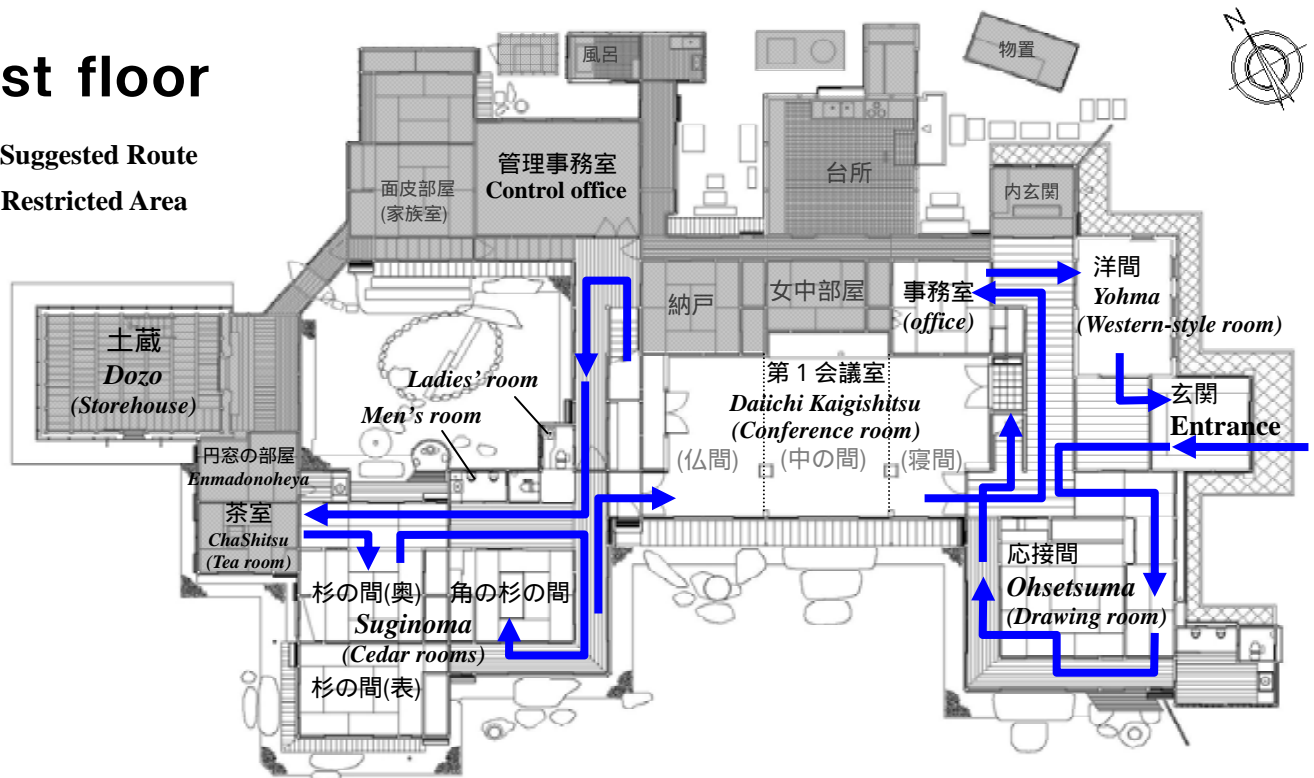 st floor
Suggested Route
Restricted Area
N
物置
風呂
管理事務室
Control office
面皮部屋
(家族室)
台所
内玄関
土蔵
Dozo
(Storehouse)
納戸
女中部屋
事務室
(office)
洋間
Yohma
(Western-style room)
Ladies' room
Men's room
第1会議室
Daiichi Kaigishitsu
(Conference room)
(仏間)
(中の間)
(寝間)
玄関
Entrance
円窓の部屋
Enmadonoheya
茶室
ChaShitsu
(Tea room)
杉の間(奥)
角の杉の間
Suginoma
(Cedar rooms)
杉の間(表)
応接間
Ohsetsuma
(Drawing room)